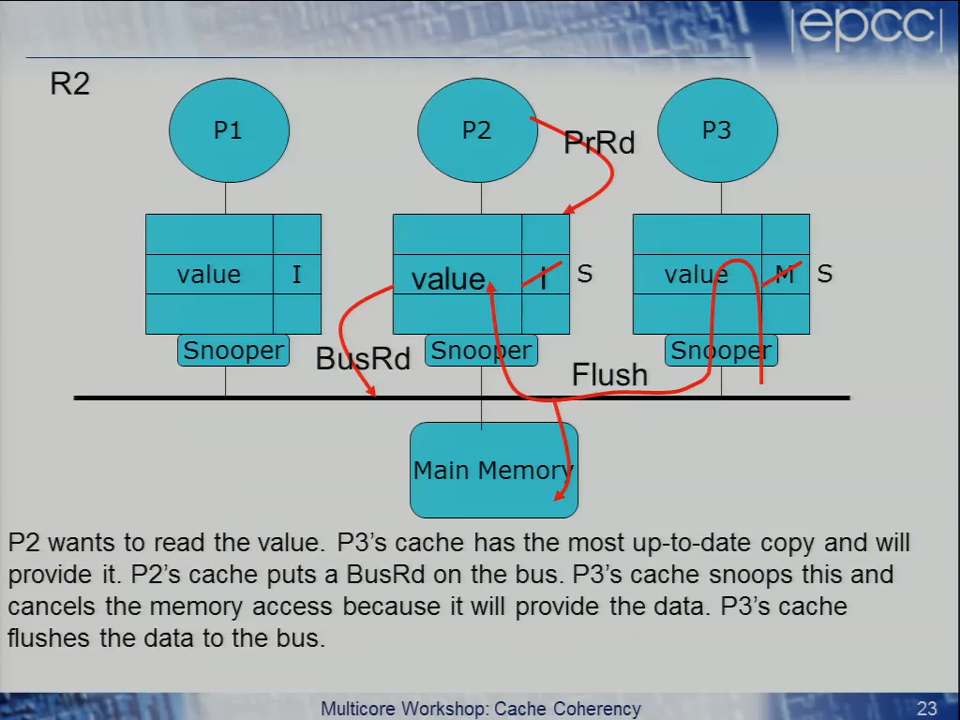 |epcc|
R2
P1
P2
P3
PrRd
value I
value I S
value M S
Snooper
BusRd
Snooper
Snooper
Flush
Main Memory
P2 wants to read the value. P3's cache has the most up-to-date copy and will
provide it. P2's cache puts a BusRd on the bus. P3's cache snoops this and
cancels the memory access because it will provide the data. P3's cache
flushes the data to the bus.
Multicore Workshop: Cache Coherency
23